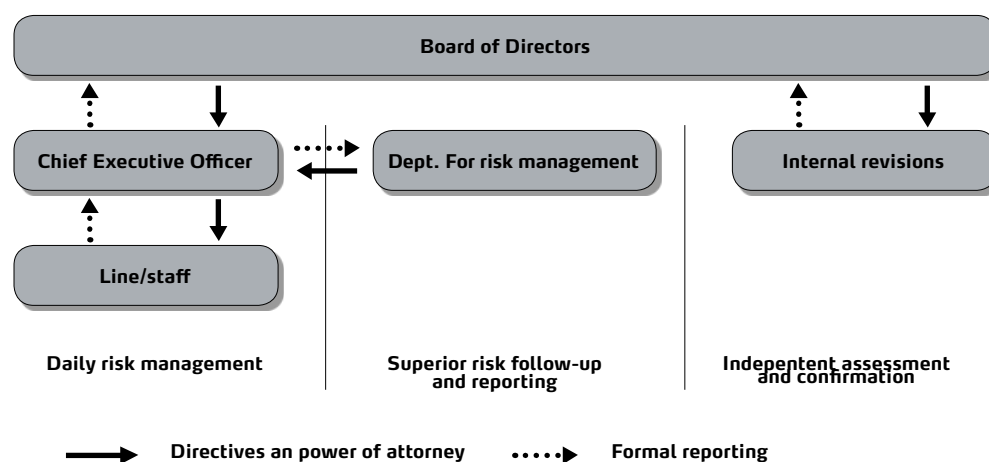 Board of Directors
Chief Executive Officer
Dept. For risk management
Internal revisions
Line/staff
Daily risk management
Superior risk follow-up
and reporting
Indepentent assessment
and confirmation
Directives an power of attorney
Formal reporting